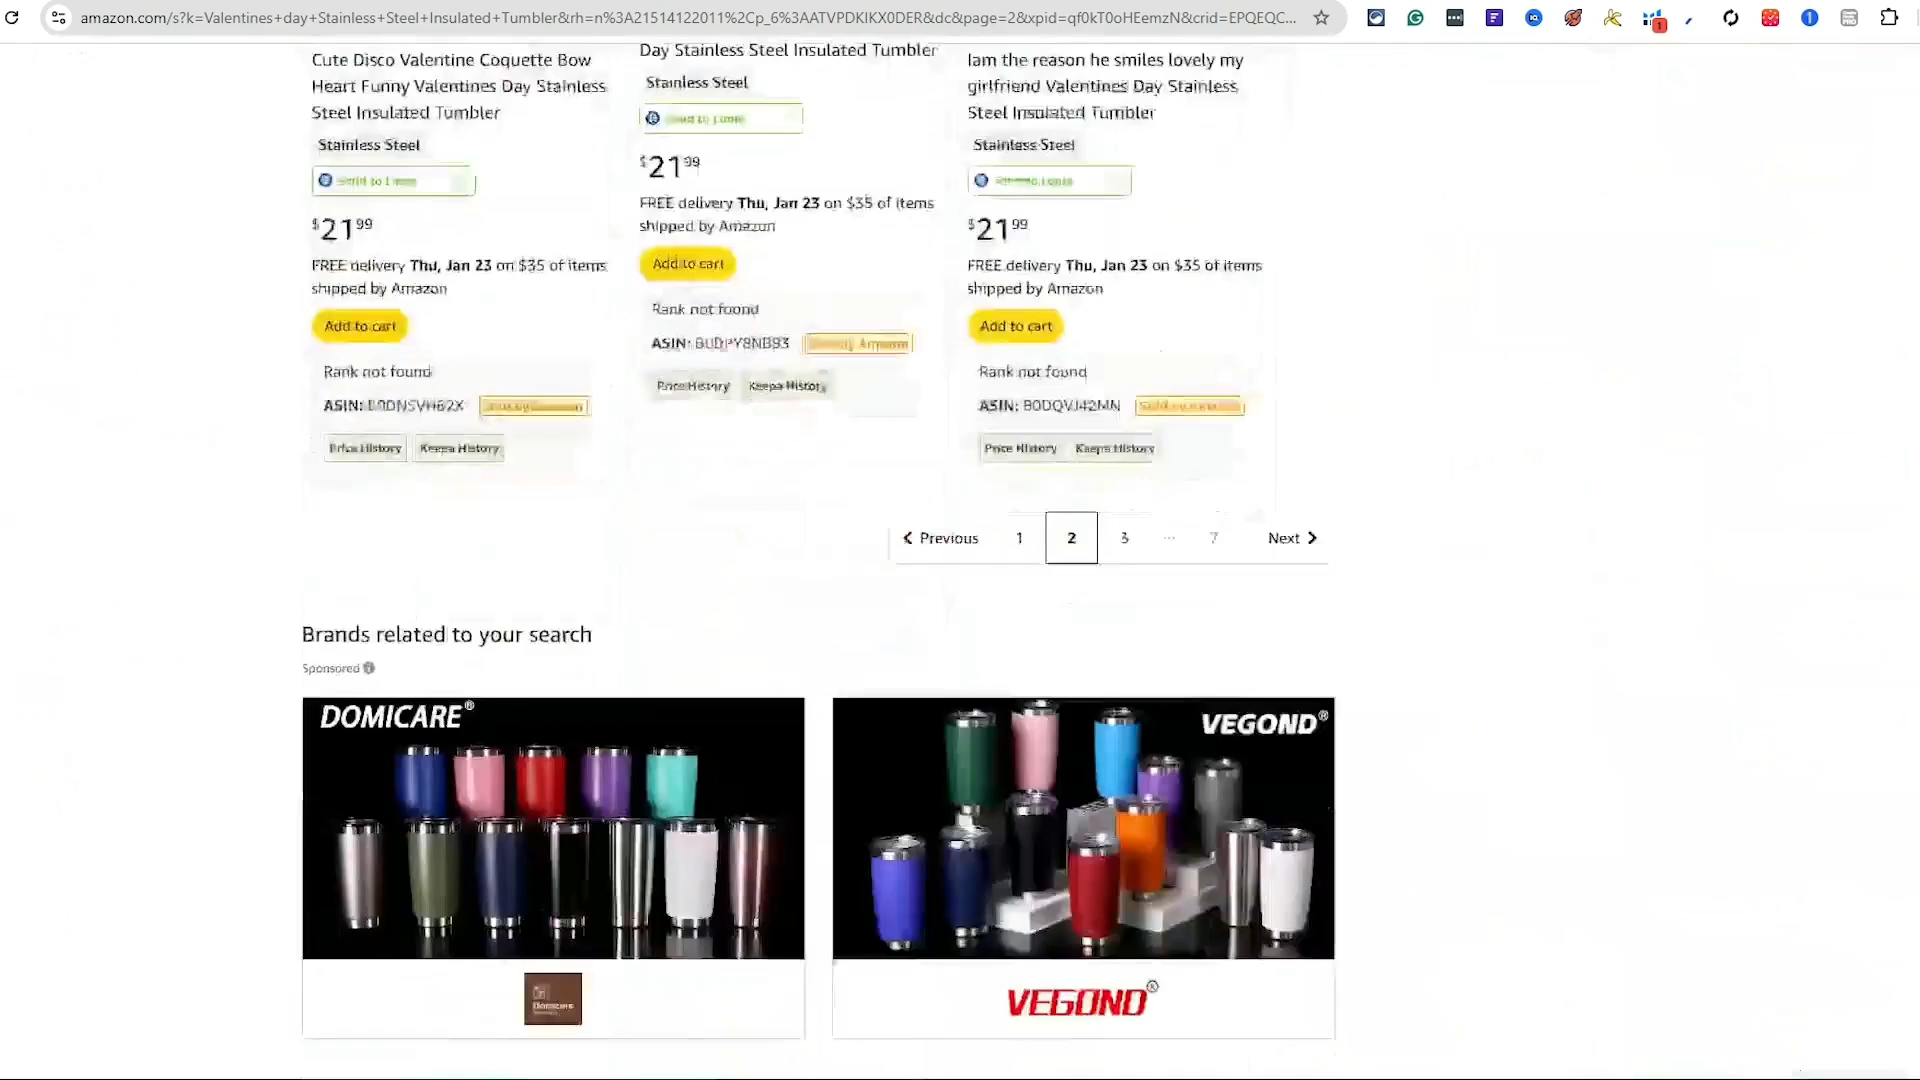 amazon.com/s?k=Valentines+day+Stainless+Steel+Insulated+Tumbler&rh=n%3A21514122011%2Cp_6%3AATVPDKIKX0DER&dc&page=2&xpid=qf0kT0oHEemzN&crid=EPQEQC...
Cute Disco Valentine Coquette Bow
Heart Funny Valentines Day Stainless
Steel Insulated Tumbler
Stainless Steel
$21.99
FREE delivery Thu, Jan 23 on $35 of items
shipped by Amazon
Add to cart
Rank not found
ASIN:
Price History Keepa History
Day Stainless Steel Insulated Tumbler
Stainless Steel
$21.99
FREE delivery Thu, Jan 23 on $35 of items
shipped by Amazon
Add to cart
Rank not found
ASIN:
Price History Keepa History
Iam the reason he smiles lovely my
girlfriend Valentines Day Stainless
Steel Insulated Tumbler
Stainless Steel
$21.99
FREE delivery Thu, Jan 23 on $35 of items
shipped by Amazon
Add to cart
Rank not found
ASIN: B0DQVJ42MN
Price History Keepa History
Previous 1 2 3 ... 7 Next
Brands related to your search
Sponsored
DOMICARE®
VEGOND®
VEGOND®